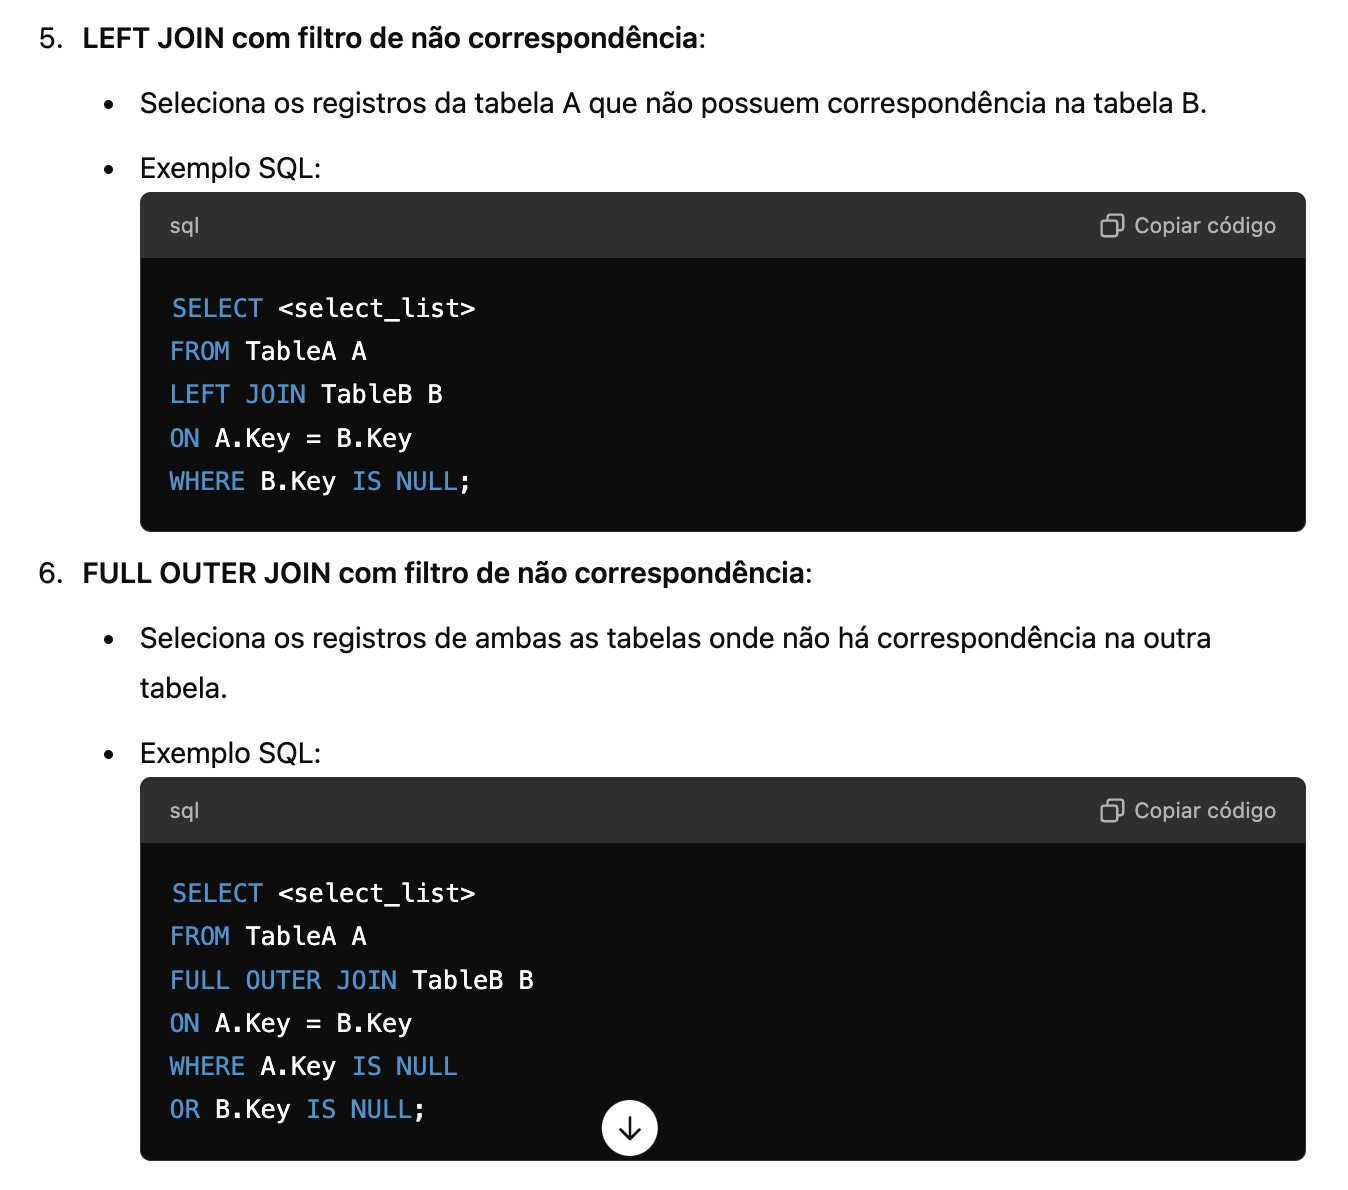 5. LEFT JOIN com filtro de não correspondência:
• Seleciona os registros da tabela A que não possuem correspondência na tabela B.
• Exemplo SQL:
sql Copiar código
SELECT <select_list>
FROM TableA A
LEFT JOIN TableB B
ON A.Key = B.Key
WHERE B.Key IS NULL;
6. FULL OUTER JOIN com filtro de não correspondência:
• Seleciona os registros de ambas as tabelas onde não há correspondência na outra
tabela.
• Exemplo SQL:
sql Copiar código
SELECT <select_list>
FROM TableA A
FULL OUTER JOIN TableB B
ON A.Key = B.Key
WHERE A.Key IS NULL
OR B.Key IS NULL;